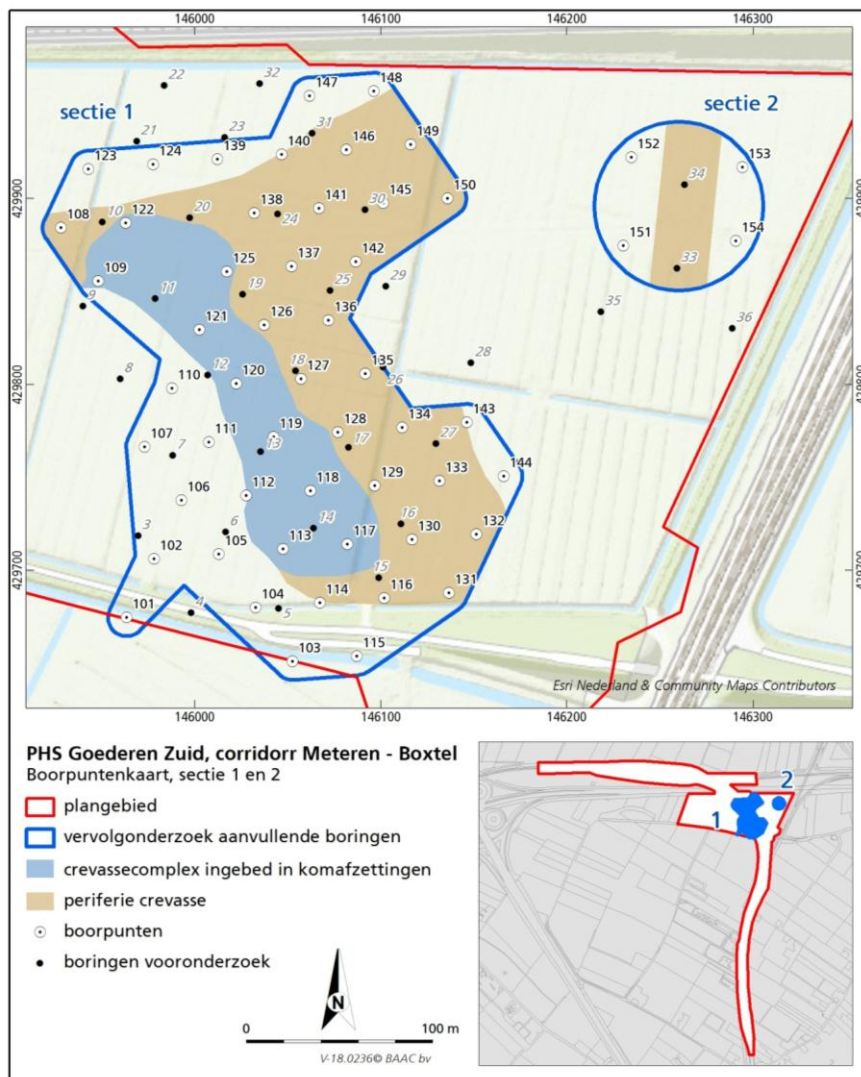 146000 146100 146200 146300
22 32
147 148
sectie 1
sectie 2
21 23 31
140 146 149
123 124 139
152 153
34
429900 429900
108 10 122 20 138 24 141 30 145 150
151 154
109 125 137 142
33
9 11 19 25 29
121 126 136
35 36
8 110 12 120 18 127 135 26 28
429800 429800
107 7 111 119 13 128 17 134 27 143
106 112 118 129 133 144
3 6 14 16
102 105 113 117 130 132
15
429700 429700
101 4 104 5 114 116 131
103 115
Esri Nederland & Community Maps Contributors
146000 146100 146200 146300
PHS Goederen Zuid, corridorr Meteren - Boxtel
Boorpuntenkaart, sectie 1 en 2
plangebied
vervolgonderzoek aanvullende boringen
crevassecomplex ingebed in komafzettingen
periferie crevasse
boorpunten
boringen vooronderzoek
N
0 100 m
V-18.0236© BAAC bv
2
1